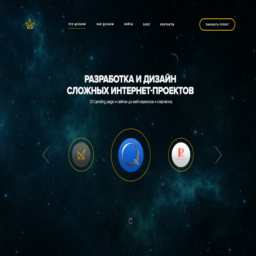 ЧТО ДЕЛАЕМ КАК ДЕЛАЕМ КЕЙСЫ БЛОГ КОНТАКТЫ
ЗАКАЗАТЬ ПРОЕКТ
РАЗРАБОТКА И ДИЗАЙН
СЛОЖНЫХ ИНТЕРНЕТ-ПРОЕКТОВ
От Landing page и сайтов до веб-сервисов и стартапов.